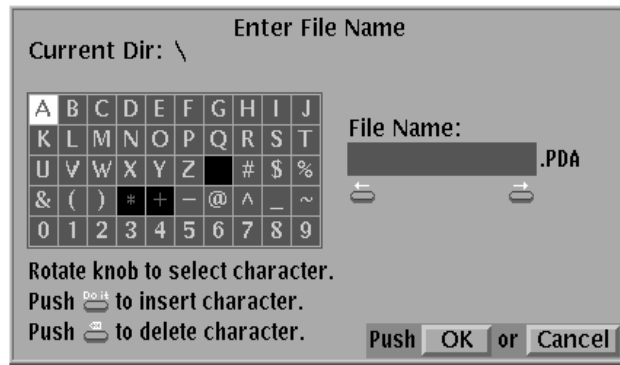 Enter File Name
Current Dir: \
A B C D E F G H I J
K L M N O P Q R S T
U V W X Y Z # $ %
& ( ) * + - @ ^ _ ~
0 1 2 3 4 5 6 7 8 9
File Name:
.PDA
Rotate knob to select character.
Push Do it to insert character.
Push to delete character.
Push OK or Cancel